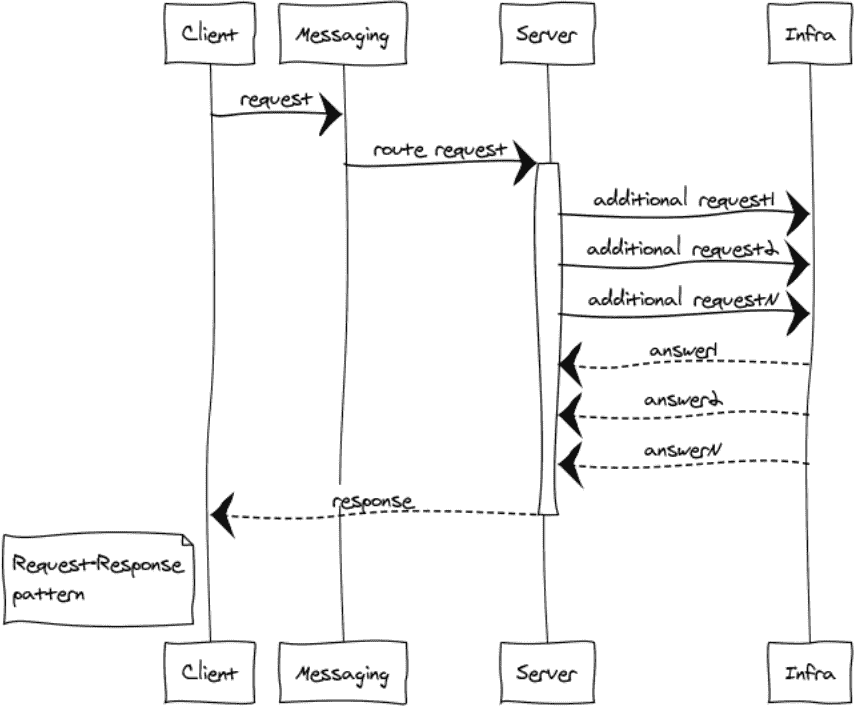 Client Messaging Server Infra
request
route request
additional request1
additional request2
additional requestN
answer1
answer2
answerN
response
Request-Response
pattern
Client Messaging Server Infra